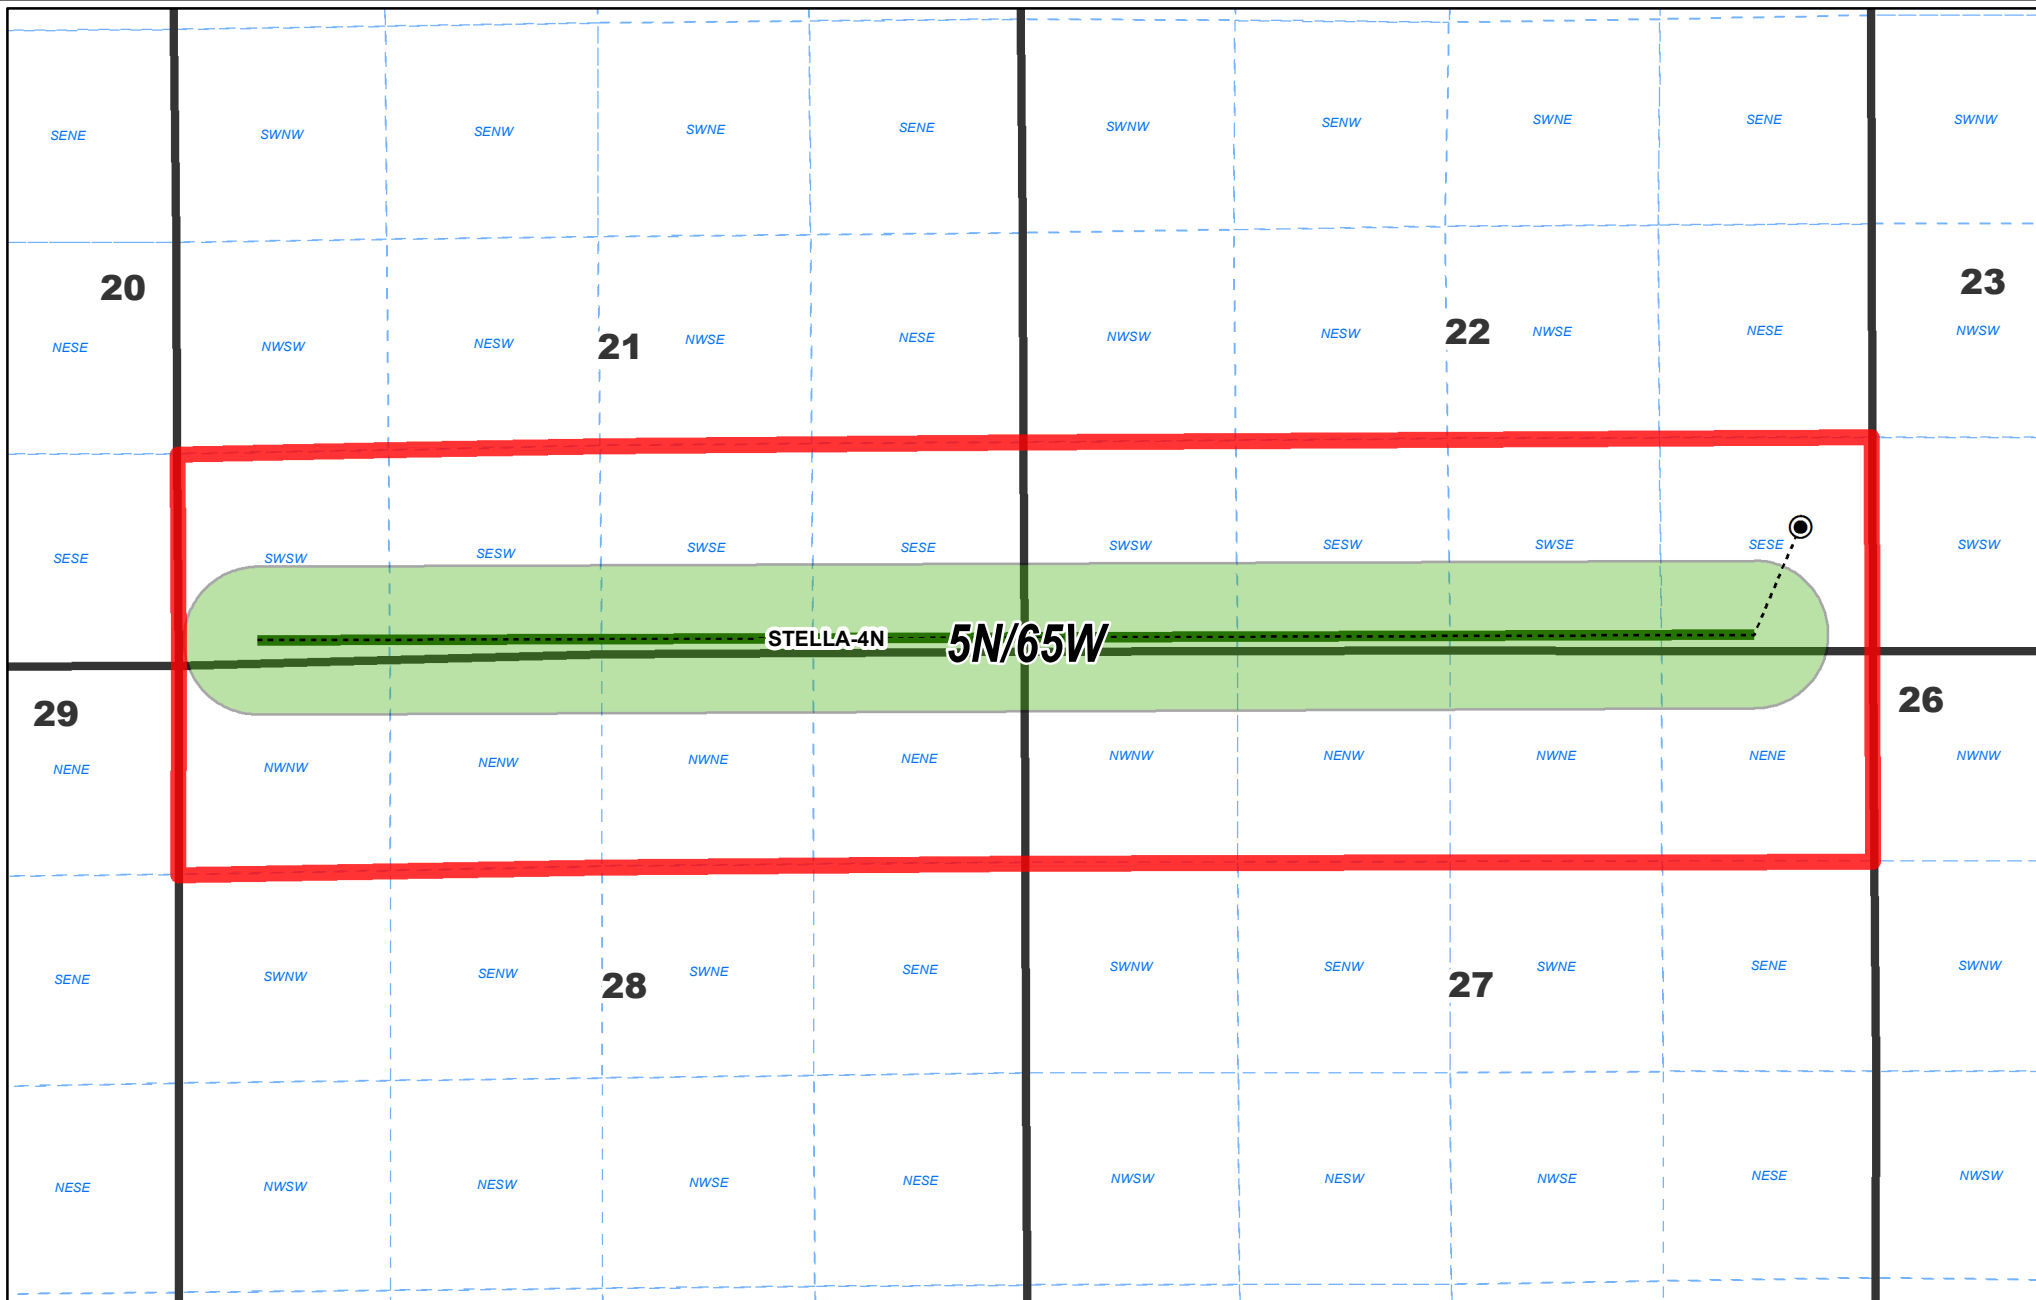 SENE SWNW SENW SWNE SENE SWNW SENW SWNE SENE SWNW
20 23
NESE NWSW NESW 21 NWSE NESE NWSW NESW 22 NWSE NESE NWSW
SESE SWSW SESW SWSE SESE SWSW SESW SWSE SESE SWSW
STELLA-4N 5N/65W
29 26
NENE NWNW NENW NWNE NENE NWNW NENW NWNE NENE NWNW
SENE SWNW SENW 28 SWNE SENE SWNW SENW 27 SWNE SENE SWNW
NESE NWSW NESW NWSE NESE NWSW NESW NWSE NESE NWSW